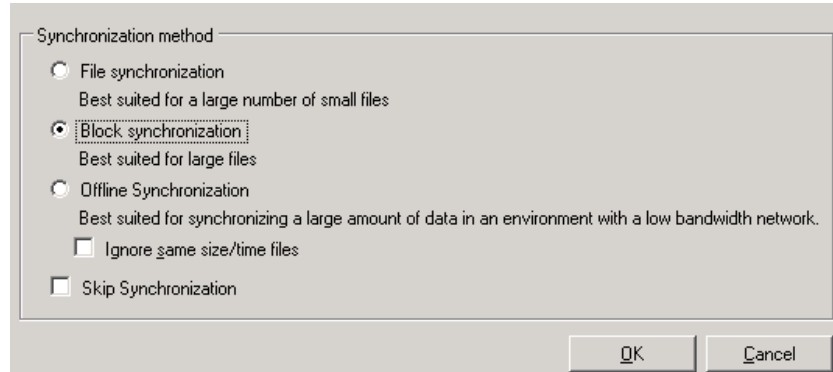 Synchronization method
File synchronization
Best suited for a large number of small files
Block synchronization
Best suited for large files
Offline Synchronization
Best suited for synchronizing a large amount of data in an environment with a low bandwidth network.
Ignore same size/time files
Skip Synchronization
OK Cancel